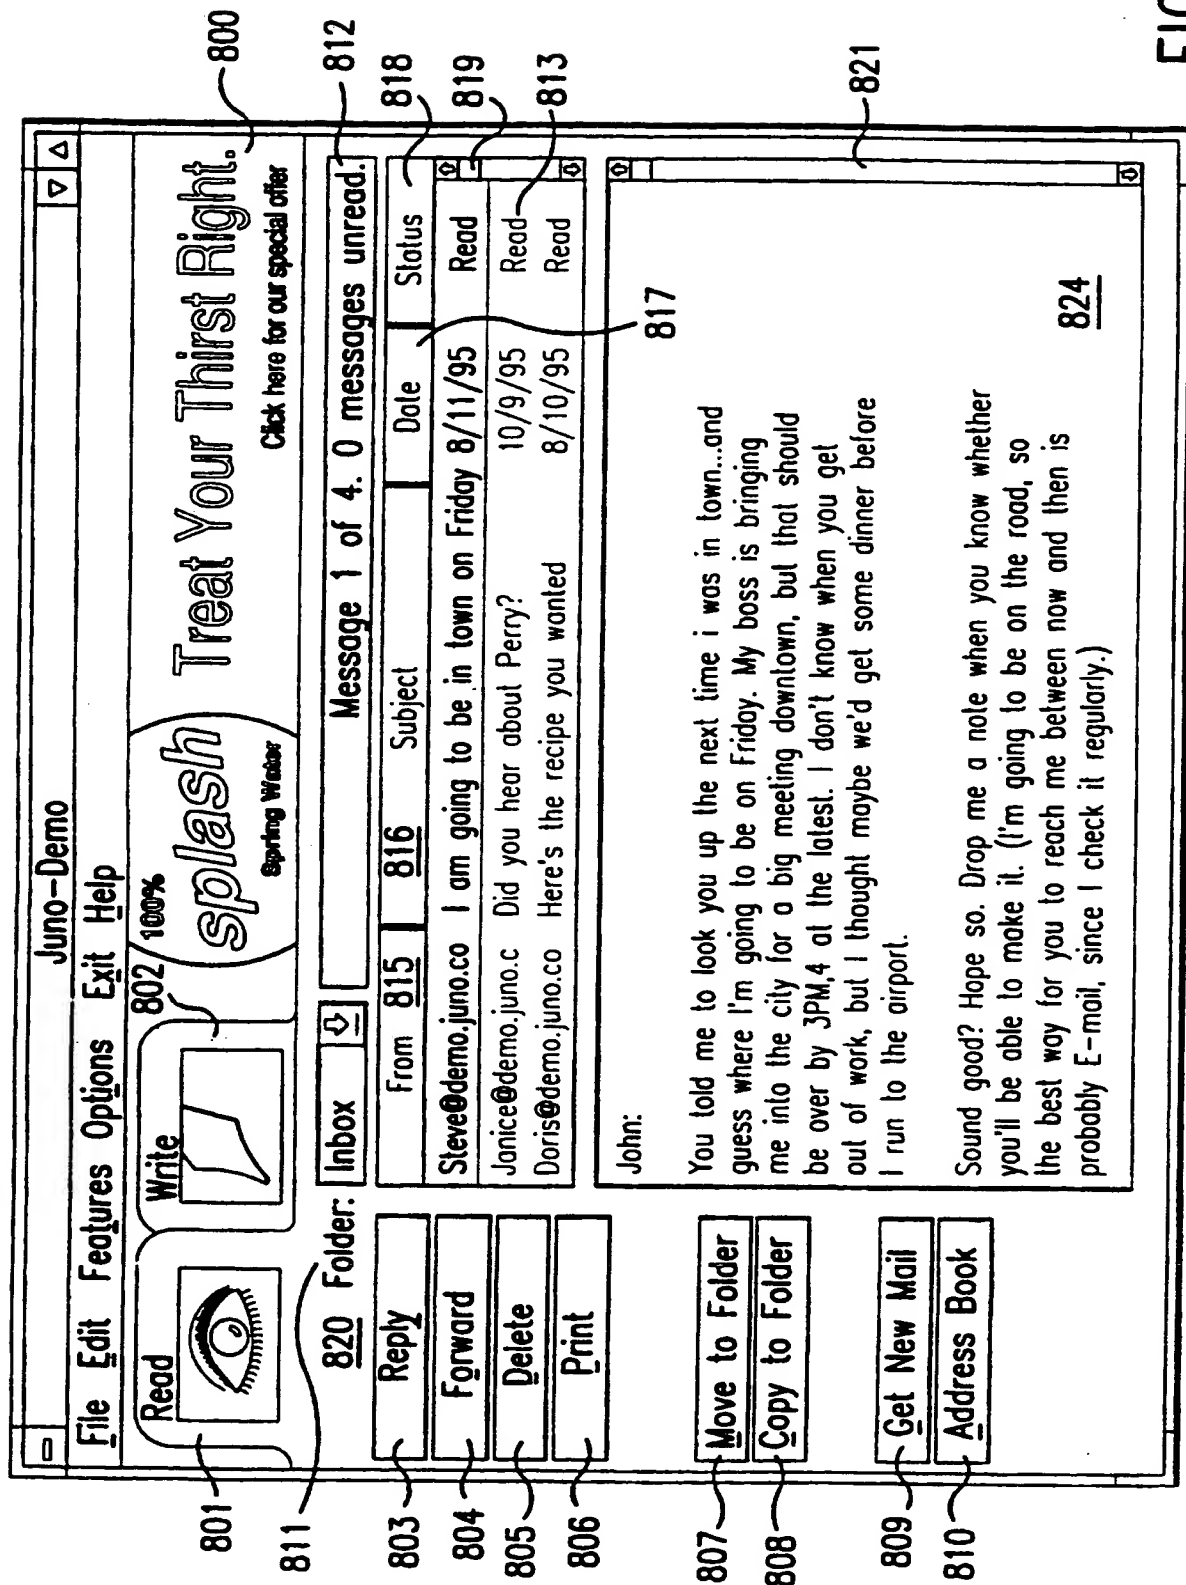 Juno-Demo
File Edit Features Options Exit Help
Read
Write
802
100%
splash
Spring Water
Treat Your Thirst Right.
Click here for our special offer
800
801
811
820 Folder: Inbox
Message 1 of 4. 0 messages unread.
812
From 815 816 Subject Date Status
818
Steve@demo.juno.co I am going to be in town on Friday 8/11/95 Read
819
Janice@demo.juno.c Did you hear about Perry? 10/9/95 Read
813
Doris@demo.juno.co Here's the recipe you wanted 8/10/95 Read
817
803 Reply
804 Forward
805 Delete
806 Print
807 Move to Folder
808 Copy to Folder
809 Get New Mail
810 Address Book
821
John:
You told me to look you up the next time i was in town...and
guess where I'm going to be on Friday. My boss is bringing
me into the city for a big meeting downtown, but that should
be over by 3PM,4 at the latest. I don't know when you get
out of work, but I thought maybe we'd get some dinner before
I run to the airport.
Sound good? Hope so. Drop me a note when you know whether
you'll be able to make it. (I'm going to be on the road, so
the best way for you to reach me between now and then is
probably E-mail, since I check it regularly.)
824